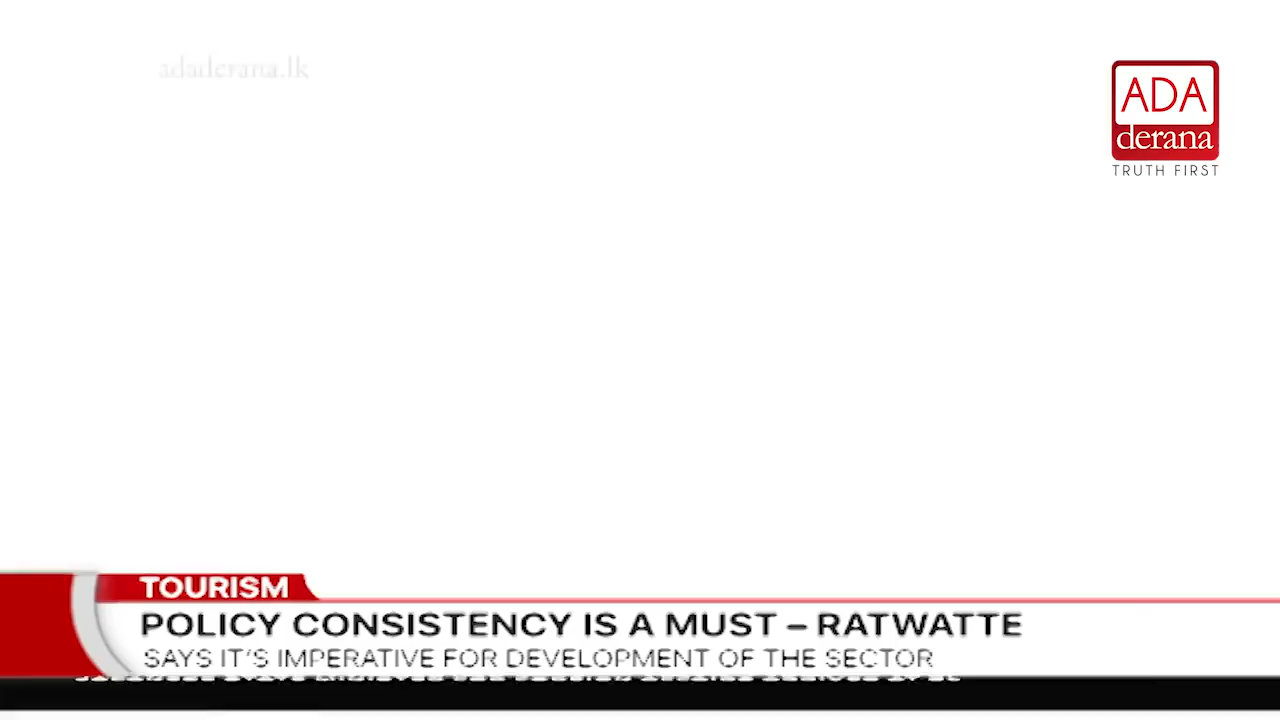 adaderana.lk
ADA
derana
TRUTH FIRST
TOURISM
POLICY CONSISTENCY IS A MUST – RATWATTE
SAYS IT'S IMPERATIVE FOR DEVELOPMENT OF THE SECTOR